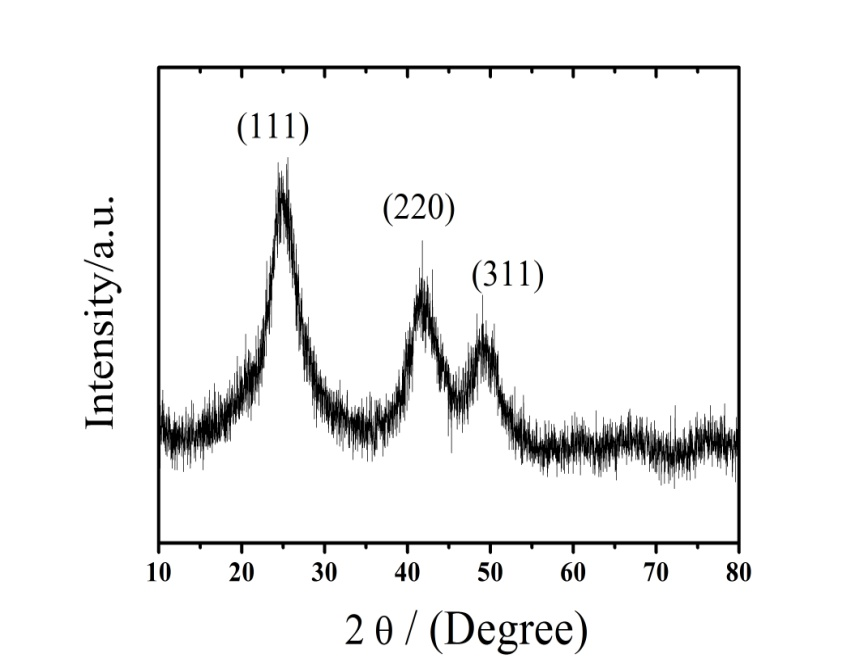 (111)
(220)
(311)
Intensity/a.u.
10 20 30 40 50 60 70 80
2 θ / (Degree)